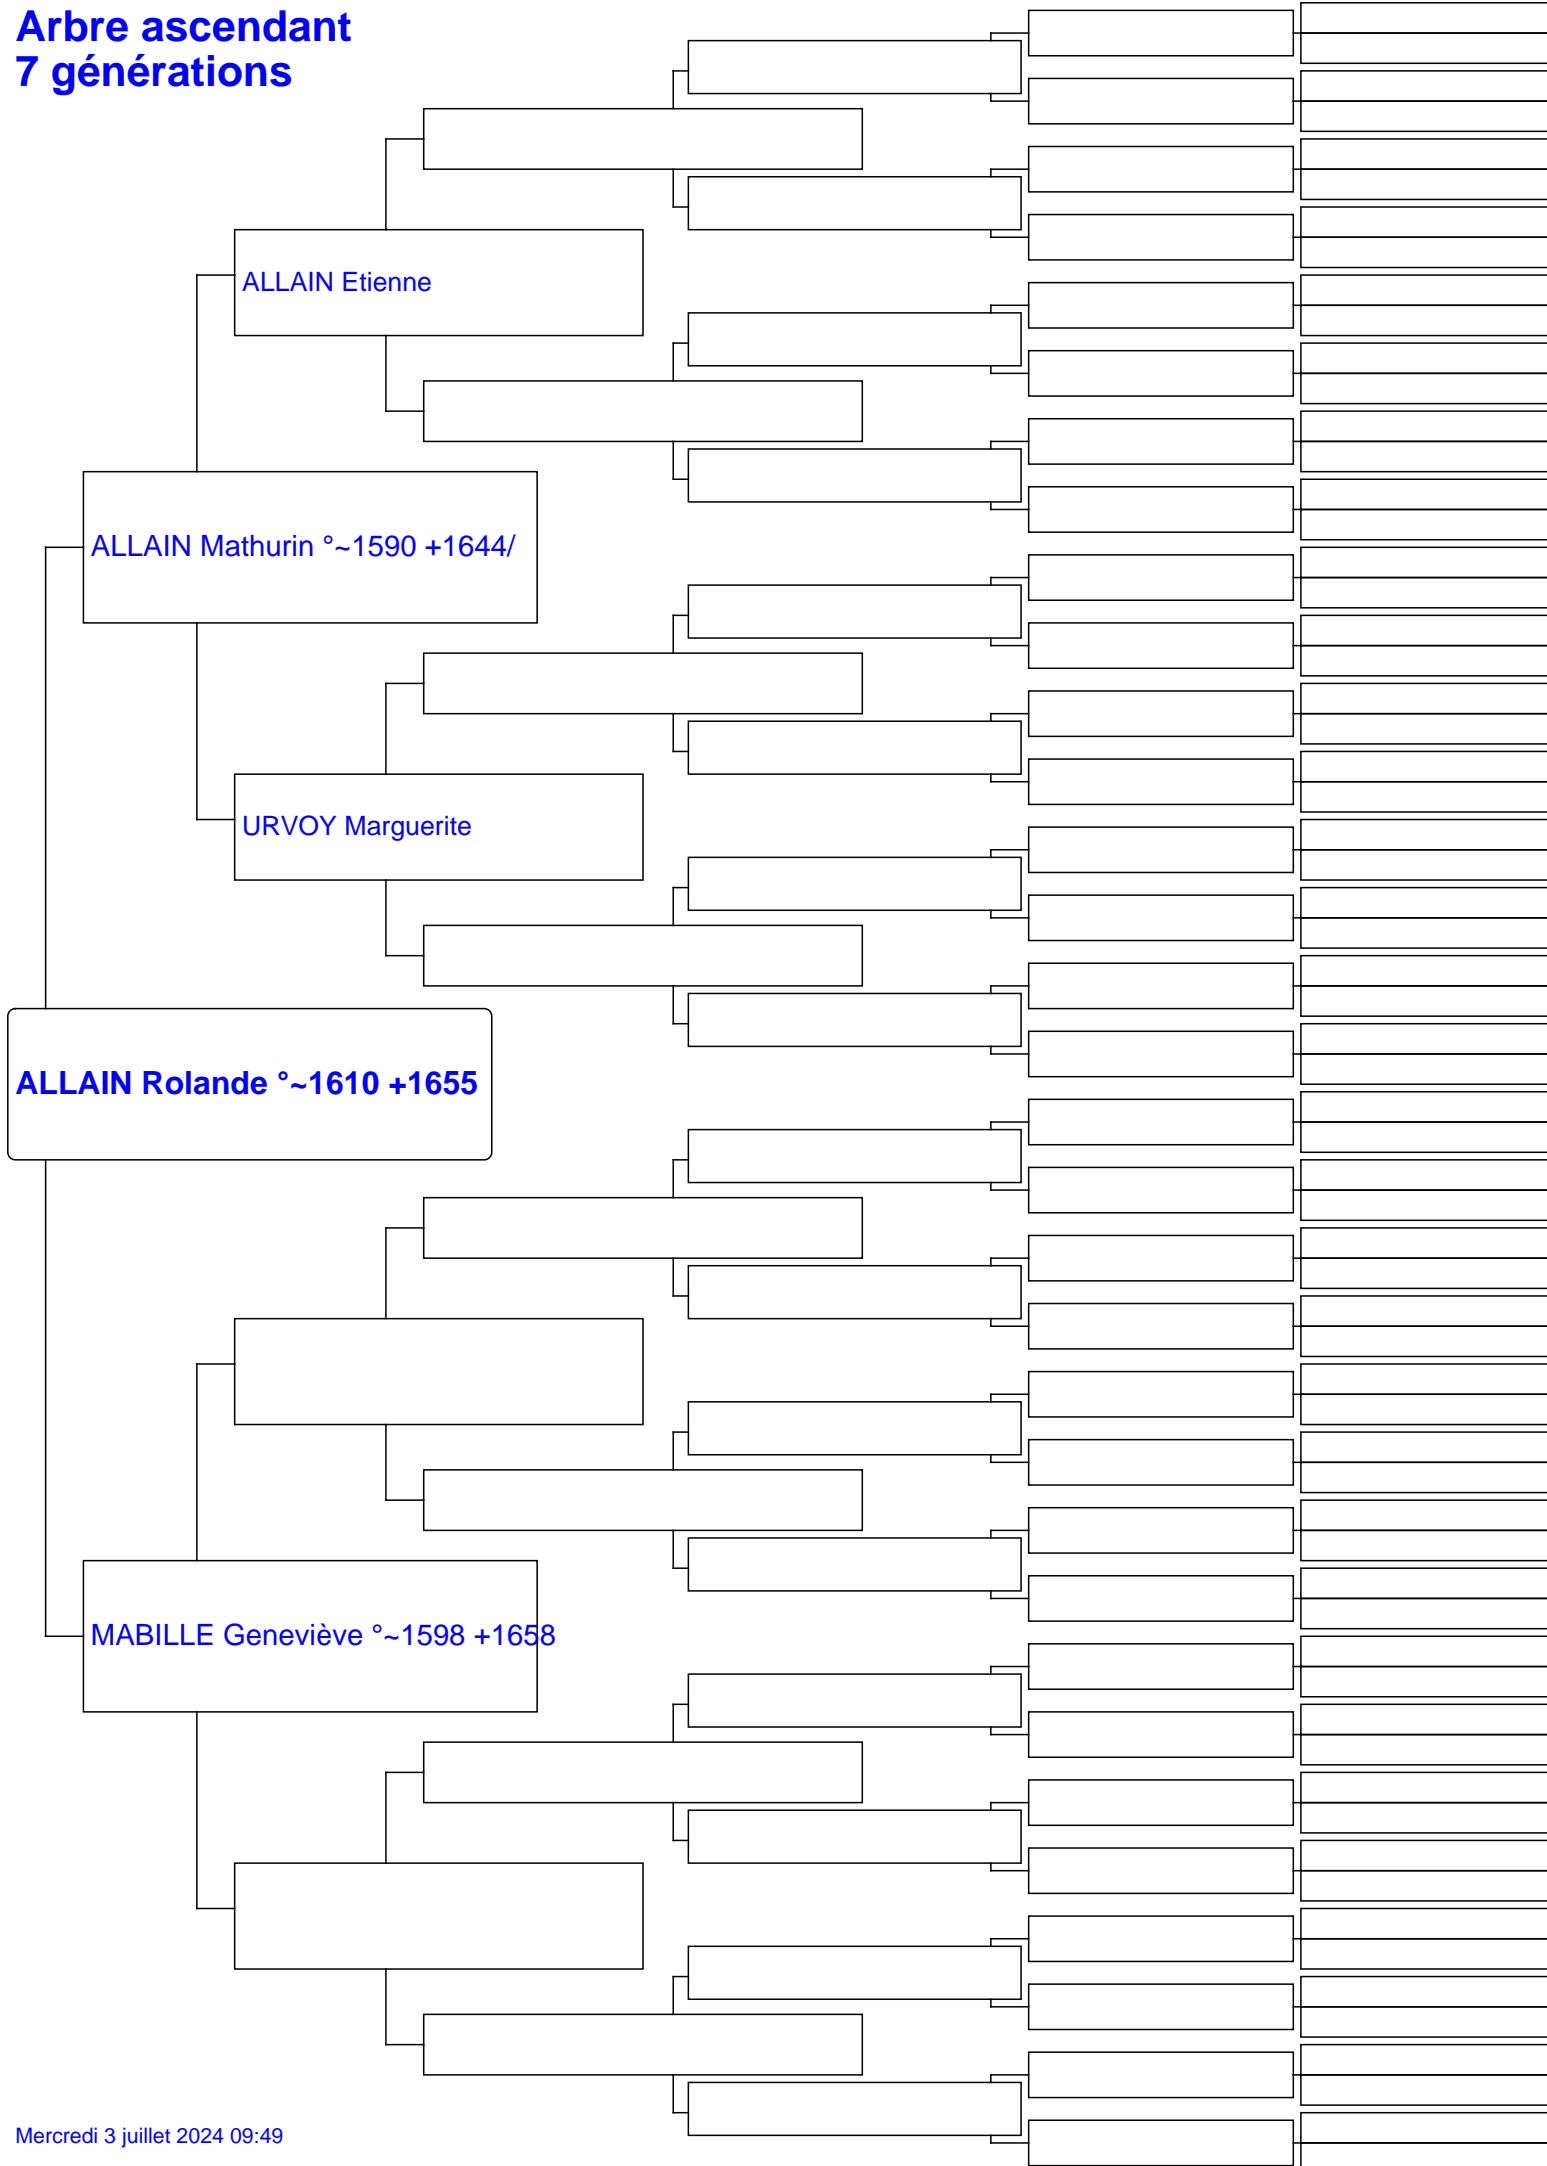 Arbre ascendant
7 générations
ALLAIN Etienne
ALLAIN Mathurin °~1590 +1644/
URVOY Marguerite
ALLAIN Rolande °~1610 +1655
MABILLE Geneviève °~1598 +1658
Mercredi 3 juillet 2024 09:49